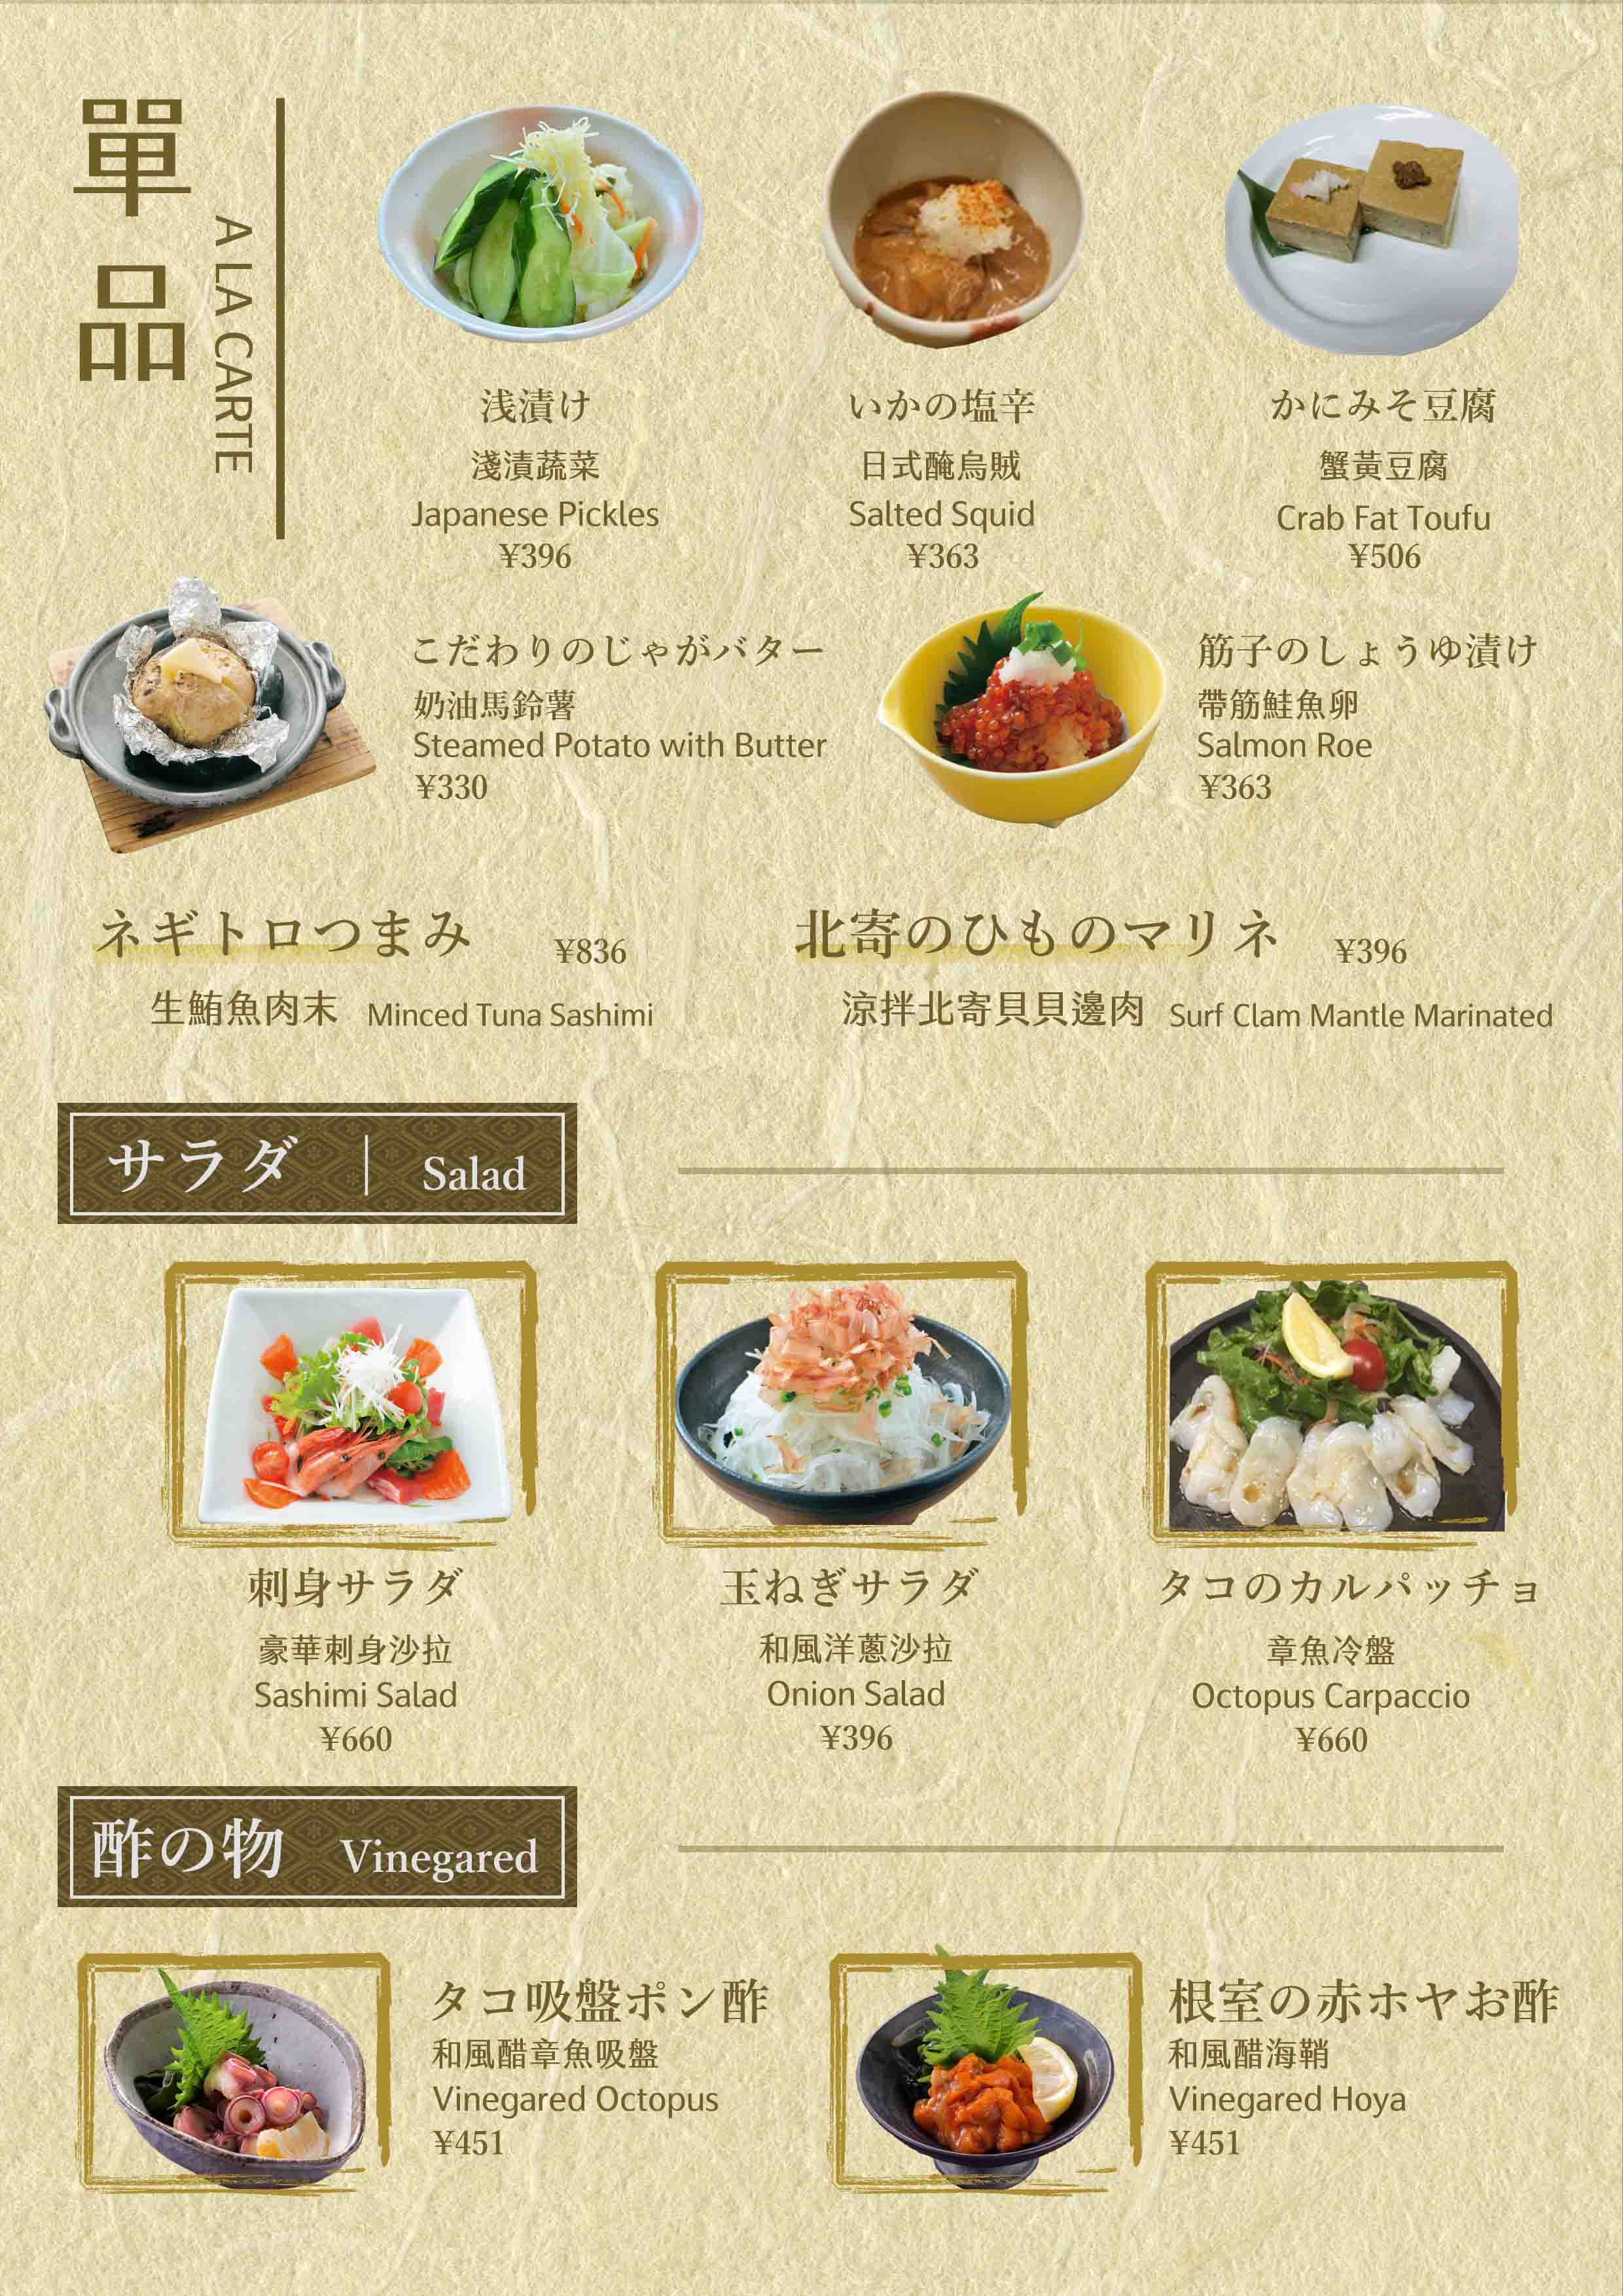 單品
A LA CARTE
浅漬け
淺漬蔬菜
Japanese Pickles
¥396
いかの塩辛
日式醃烏賊
Salted Squid
¥363
かにみそ豆腐
蟹黃豆腐
Crab Fat Toufu
¥506
こだわりのじゃがバター
奶油馬鈴薯
Steamed Potato with Butter
¥330
筋子のしょうゆ漬け
帶筋鮭魚卵
Salmon Roe
¥363
ネギトロつまみ ¥836
生鮪魚肉末 Minced Tuna Sashimi
北寄のひものマリネ ¥396
涼拌北寄貝貝邊肉 Surf Clam Mantle Marinated
サラダ | Salad
刺身サラダ
豪華刺身沙拉
Sashimi Salad
¥660
玉ねぎサラダ
和風洋蔥沙拉
Onion Salad
¥396
タコのカルパッチョ
章魚冷盤
Octopus Carpaccio
¥660
酢の物 Vinegared
タコ吸盤ポン酢
和風醋章魚吸盤
Vinegared Octopus
¥451
根室の赤ホヤお酢
和風醋海鞘
Vinegared Hoya
¥451